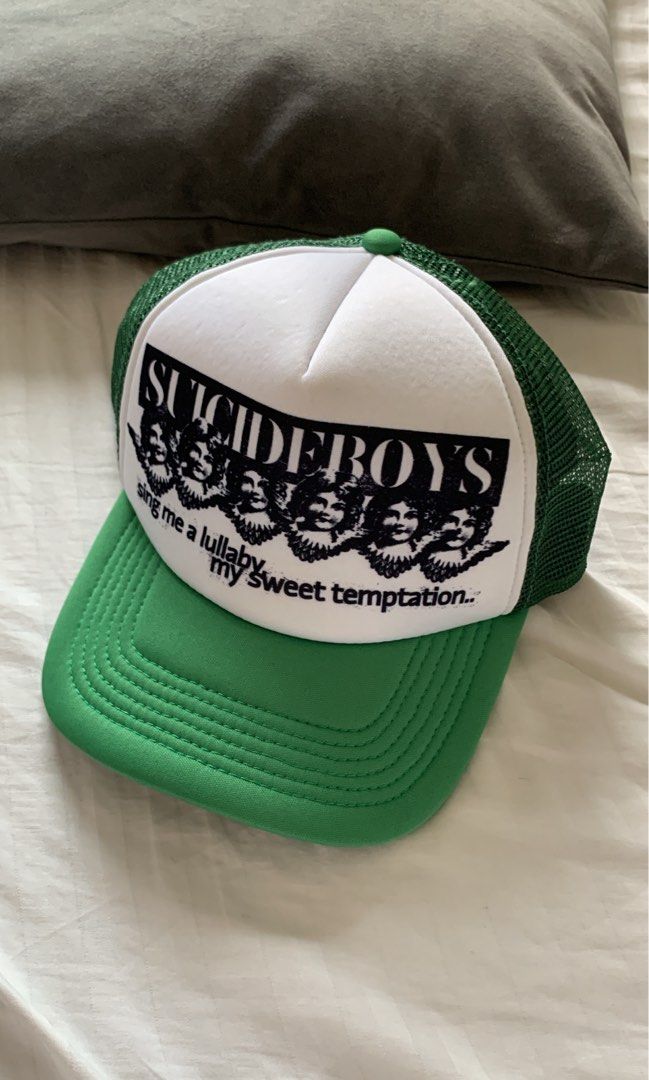 SUICIDEBOYS
sing me a lullaby,
my sweet temptation..